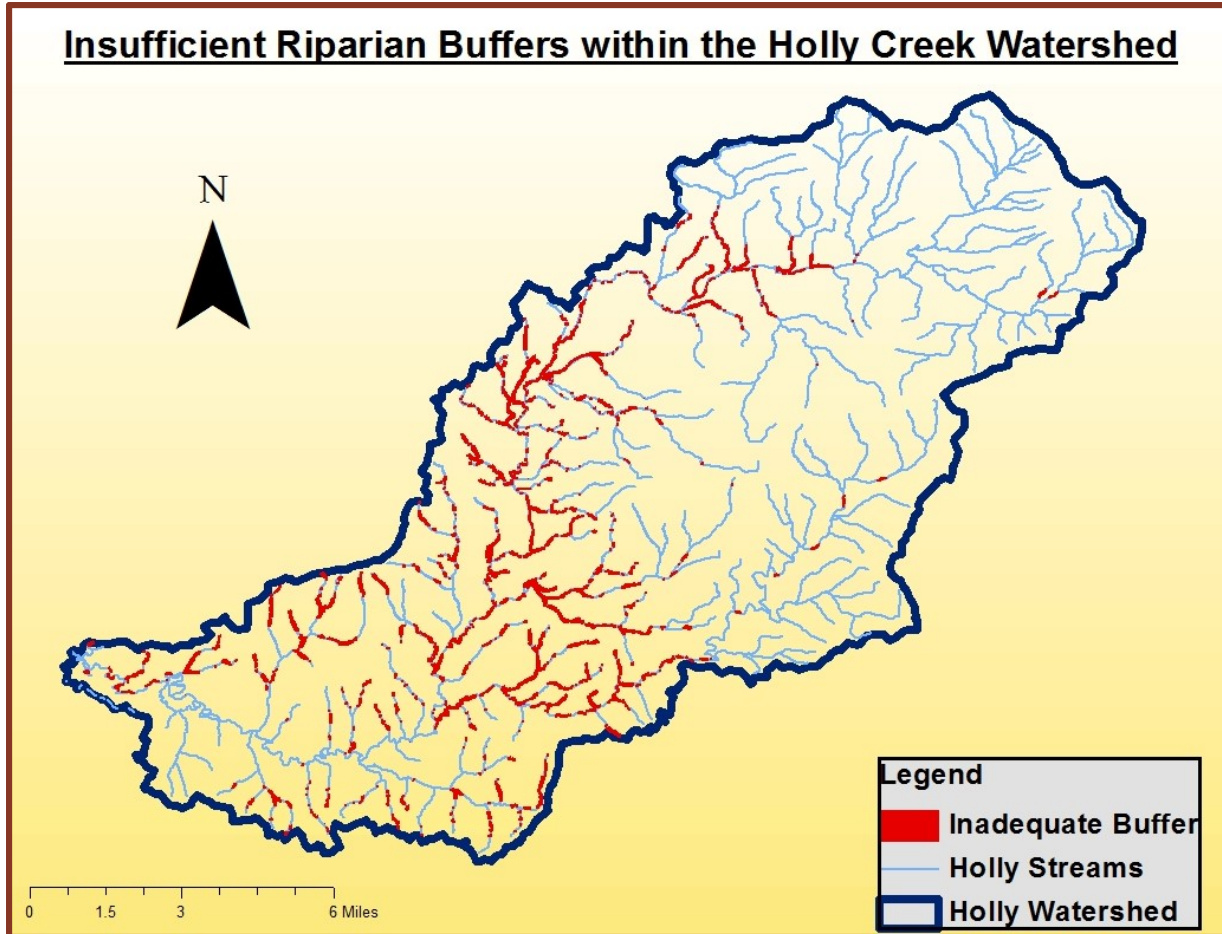 Insufficient Riparian Buffers within the Holly Creek Watershed
N
Legend
Inadequate Buffer
Holly Streams
Holly Watershed
0 1.5 3 6 Miles